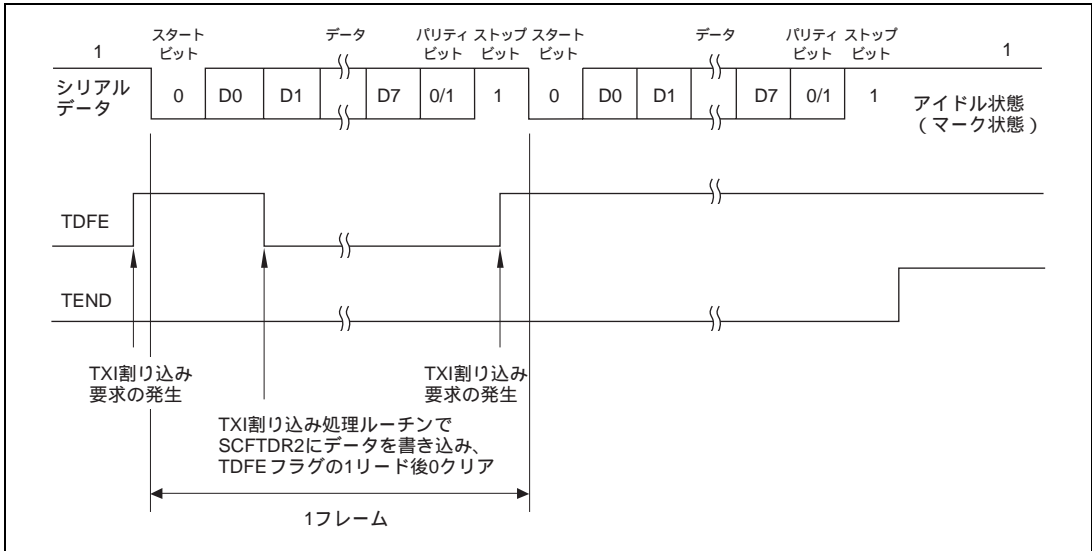 1
スタート
ビット
データ
パリティ
ビット
ストップ
ビット
スタート
ビット
データ
パリティ
ビット
ストップ
ビット
1
シリアル
データ
0
D0
D1
D7
0/1
1
0
D0
D1
D7
0/1
1
アイドル状態
(マーク状態)
TDFE
TEND
TXI割り込み
要求の発生
TXI割り込み処理ルーチンで
SCFTDR2にデータを書き込み、
TDFEフラグの1リード後0クリア
TXI割り込み
要求の発生
1フレーム